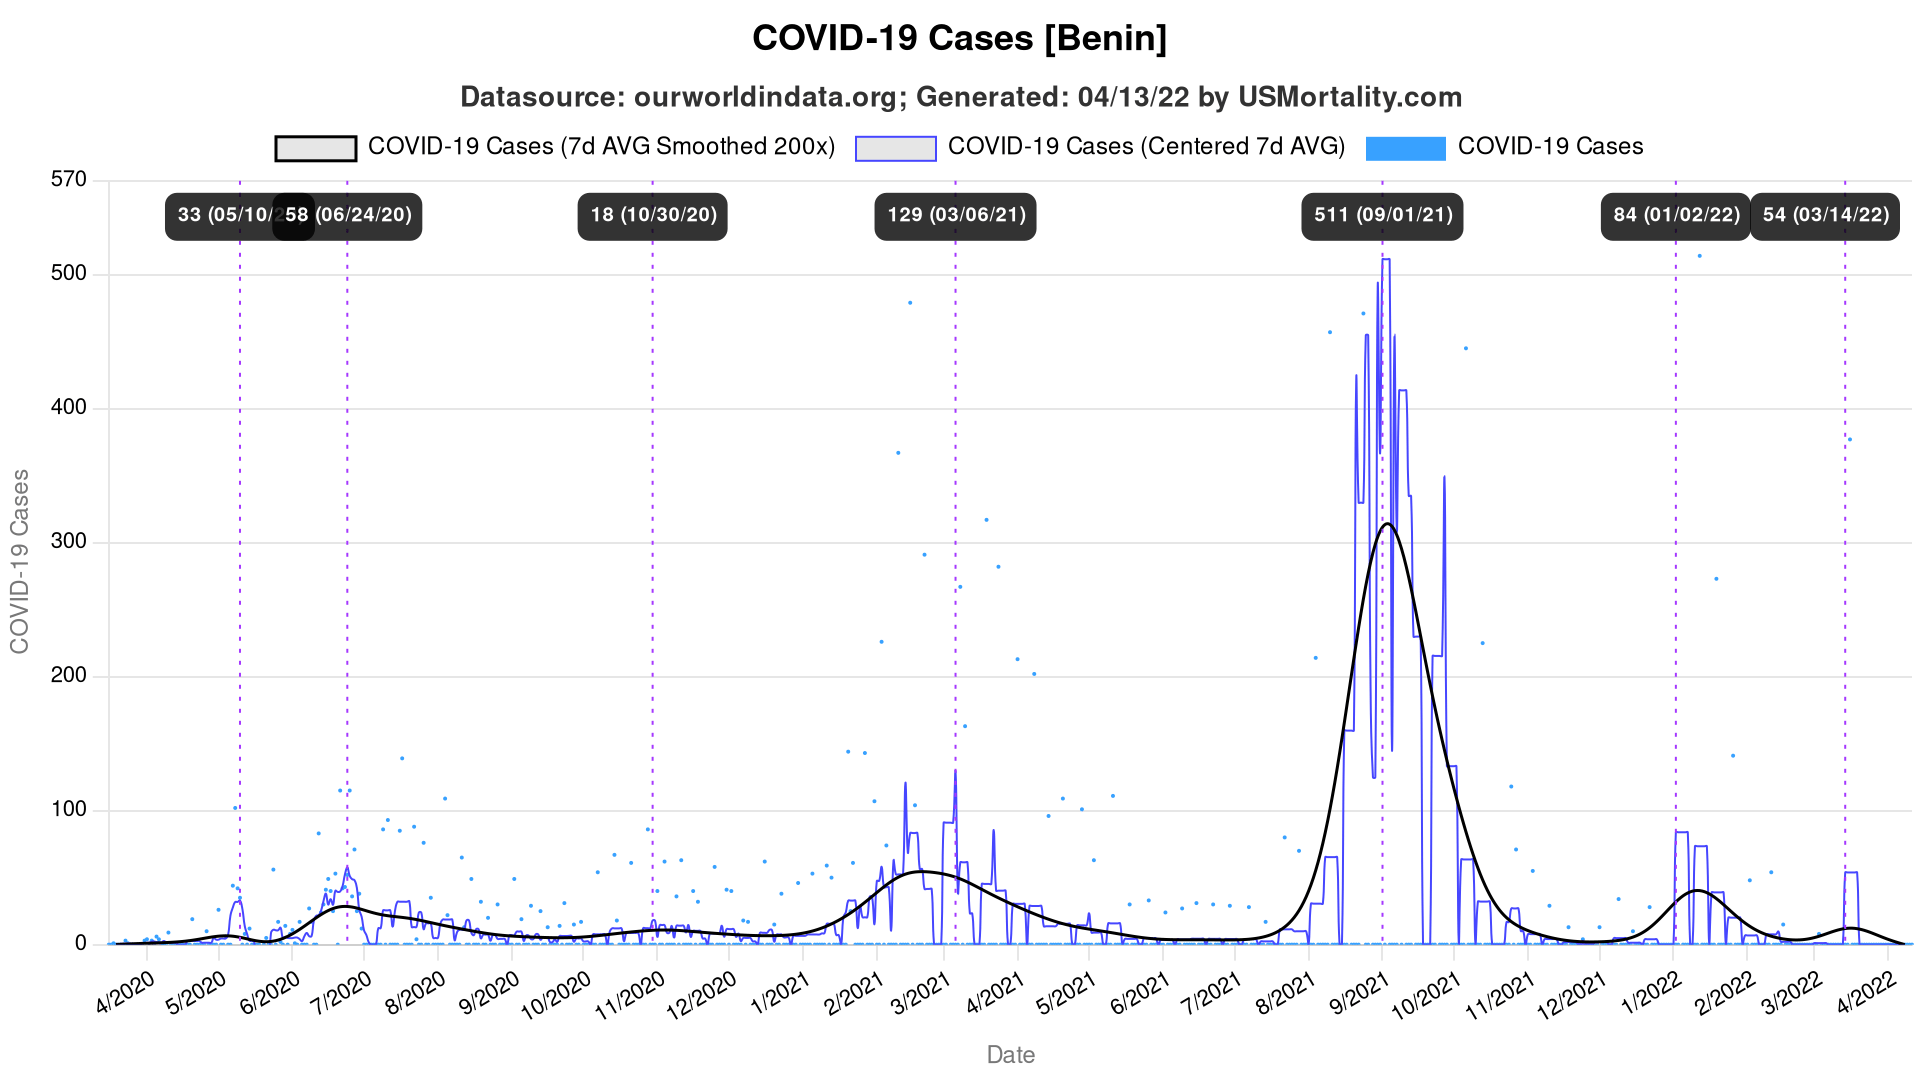 COVID-19 Cases [Benin]
Datasource: ourworldindata.org; Generated: 04/13/22 by USMortality.com
COVID-19 Cases (7d AVG Smoothed 200x) COVID-19 Cases (Centered 7d AVG) COVID-19 Cases
33 (05/10/ 58 (06/24/20) 18 (10/30/20) 129 (03/06/21) 511 (09/01/21) 84 (01/02/22) 54 (03/14/22)
570
500
400
300
200
100
0
COVID-19 Cases
4/2020 5/2020 6/2020 7/2020 8/2020 9/2020 10/2020 11/2020 12/2020 1/2021 2/2021 3/2021 4/2021 5/2021 6/2021 7/2021 8/2021 9/2021 10/2021 11/2021 12/2021 1/2022 2/2022 3/2022 4/2022
Date